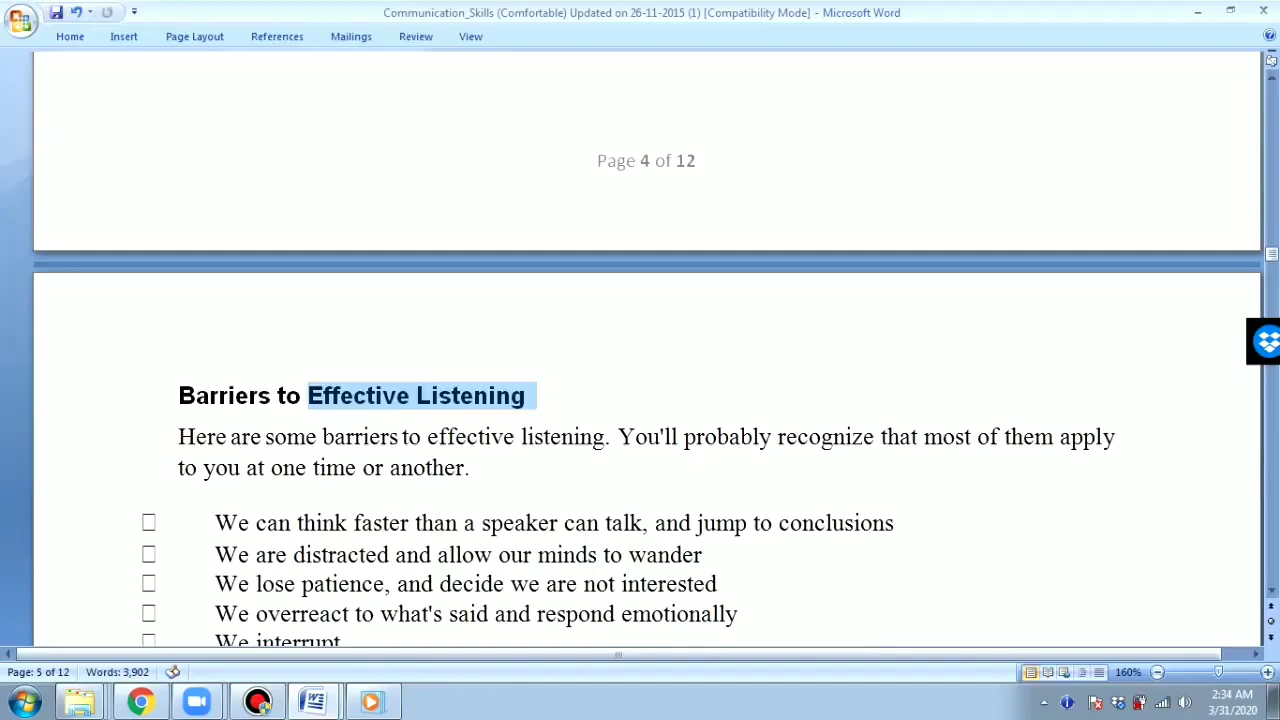 Communication_Skills (Comfortable) Updated on 26-11-2015 (1) [Compatibility Mode] - Microsoft Word
Home Insert Page Layout References Mailings Review View
Page 4 of 12
Barriers to Effective Listening
Here are some barriers to effective listening. You'll probably recognize that most of them apply
to you at one time or another.
We can think faster than a speaker can talk, and jump to conclusions
We are distracted and allow our minds to wander
We lose patience, and decide we are not interested
We overreact to what's said and respond emotionally
We interrupt
Page: 5 of 12 Words: 3,902 160%
2:34 AM
3/31/2020